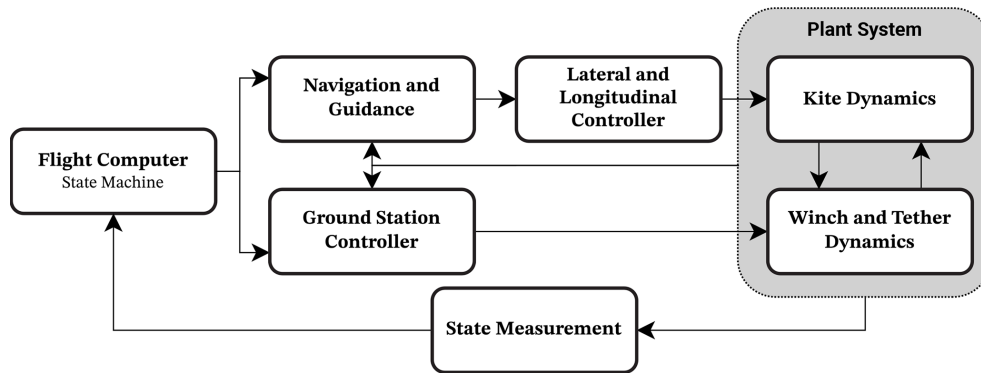 Plant System
Navigation and
Guidance
Lateral and
Longitudinal
Controller
Kite Dynamics
Flight Computer
State Machine
Ground Station
Controller
Winch and Tether
Dynamics
State Measurement